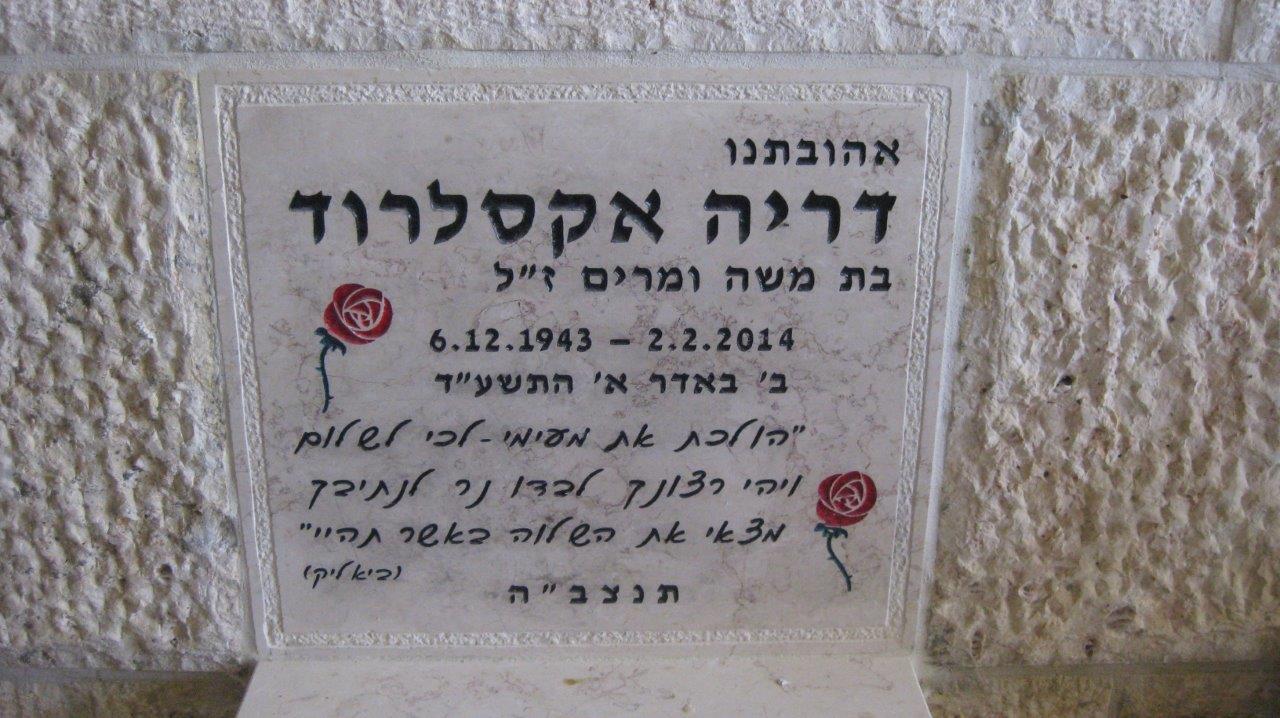 אהובתנו
דריה אקסלרוד
בת משה ומרים ז"ל
6.12.1943 – 2.2.2014
ב' באדר א' התשע"ד
"הולכת את מעימי - לכי לשלום
ויהי רצונך לבדו נר לנתיבך
מצאי את השלוה באשר תהיי"
(ביאליק)
תנצב"ה